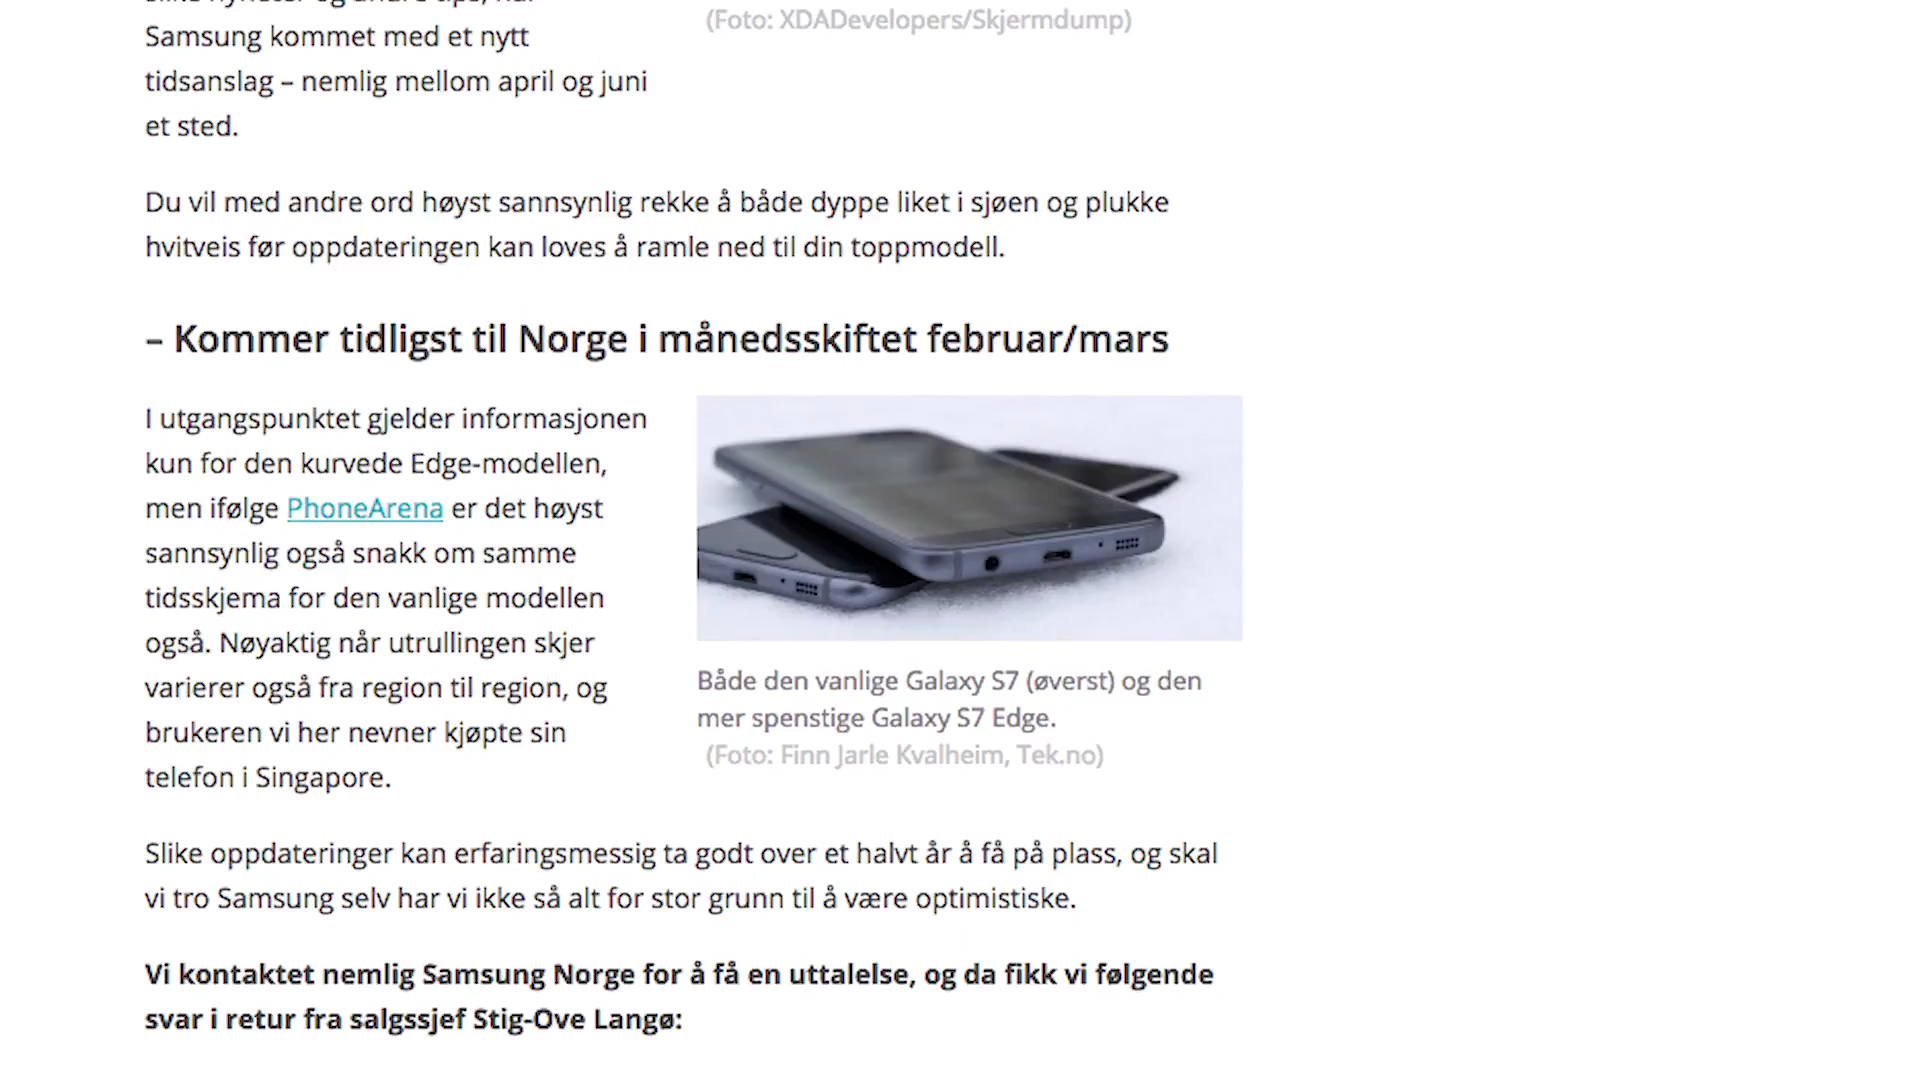 Samsung kommet med et nytt
tidsanslag – nemlig mellom april og juni
et sted.
(Foto: XDADevelopers/Skjermdump)
Du vil med andre ord høyst sannsynlig rekke å både dyppe liket i sjøen og plukke
hvitveis før oppdateringen kan loves å ramle ned til din toppmodell.
– Kommer tidligst til Norge i månedsskiftet februar/mars
I utgangspunktet gjelder informasjonen
kun for den kurvede Edge-modellen,
men ifølge PhoneArena er det høyst
sannsynlig også snakk om samme
tidsskjema for den vanlige modellen
også. Nøyaktig når utrullingen skjer
varierer også fra region til region, og
brukeren vi her nevner kjøpte sin
telefon i Singapore.
Både den vanlige Galaxy S7 (øverst) og den
mer spenstige Galaxy S7 Edge.
(Foto: Finn Jarle Kvalheim, Tek.no)
Slike oppdateringer kan erfaringsmessig ta godt over et halvt år å få på plass, og skal
vi tro Samsung selv har vi ikke så alt for stor grunn til å være optimistiske.
Vi kontaktet nemlig Samsung Norge for å få en uttalelse, og da fikk vi følgende
svar i retur fra salgssjef Stig-Ove Langø: